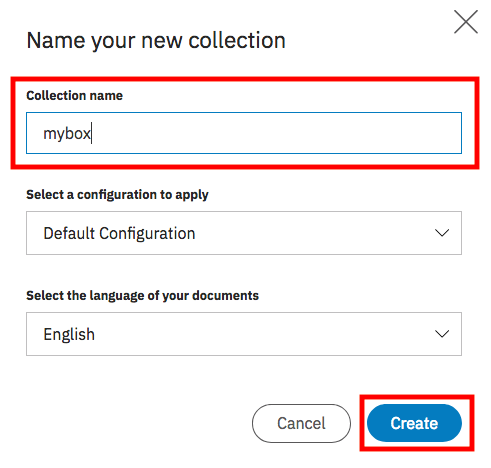 Name your new collection
Collection name
mybox
Select a configuration to apply
Default Configuration
Select the language of your documents
English
Cancel
Create